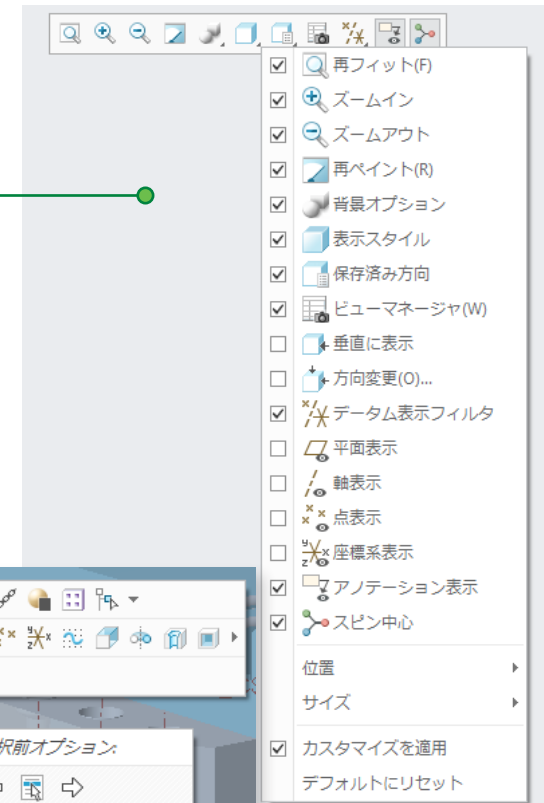 再フィット(F)
ズームイン
ズームアウト
再ペイント(R)
背景オプション
表示スタイル
保存済み方向
ビューマネージャ(W)
垂直に表示
方向変更(O)...
データム表示フィルタ
平面表示
軸表示
点表示
座標系表示
アノテーション表示
スピン中心
位置
サイズ
カスタマイズを適用
デフォルトにリセット
択前オプション: